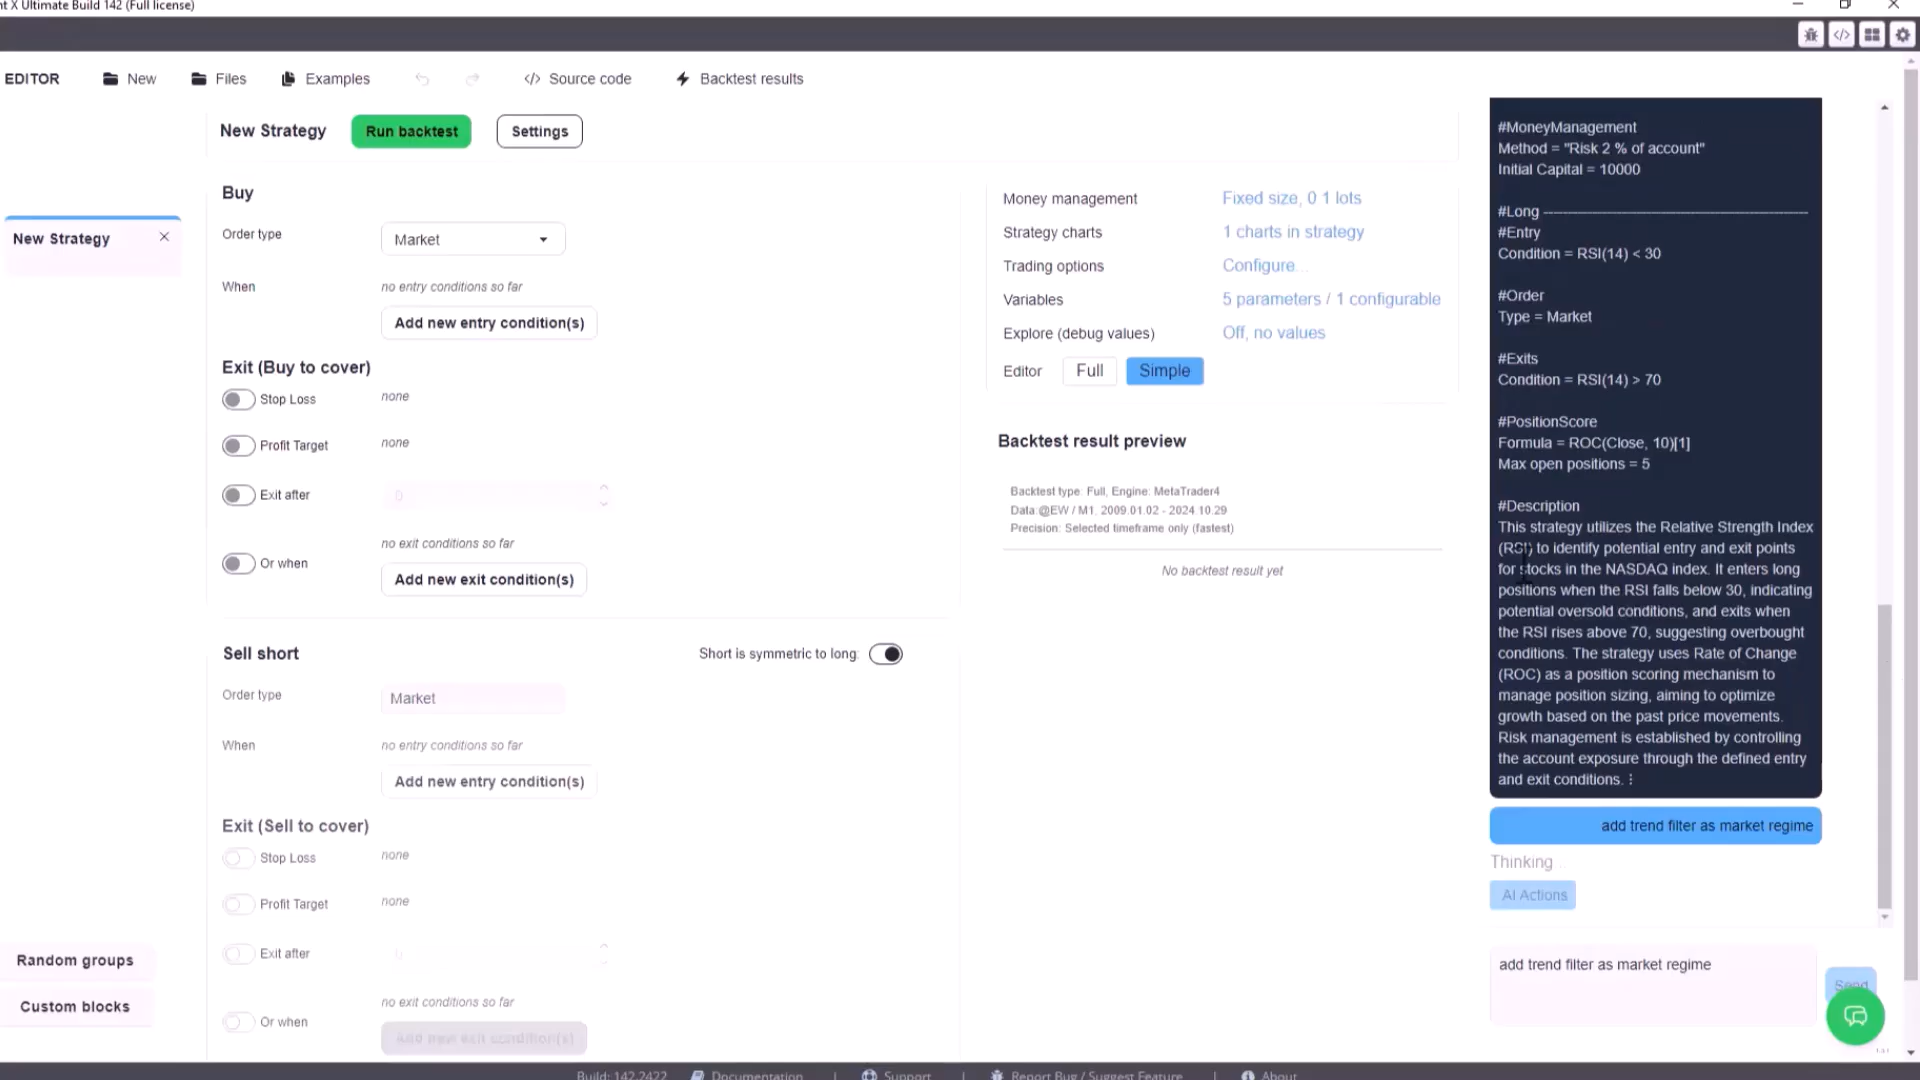 nt X Ultimate Build 142 (Full license)
EDITOR
New
Files
Examples
</> Source code
Backtest results
New Strategy
Run backtest
Settings
New Strategy
Buy
Order type
Market
When
no entry conditions so far
Add new entry condition(s)
Exit (Buy to cover)
Stop Loss
none
Profit Target
none
Exit after
0
no exit conditions so far
Or when
Add new exit condition(s)
Sell short
Short is symmetric to long:
Order type
Market
When
no entry conditions so far
Add new entry condition(s)
Exit (Sell to cover)
Stop Loss
none
Profit Target
none
Exit after
no exit conditions so far
Or when
Add new exit condition(s)
Random groups
Custom blocks
Money management
Fixed size, 0 1 lots
Strategy charts
1 charts in strategy
Trading options
Configure...
Variables
5 parameters / 1 configurable
Explore (debug values)
Off, no values
Editor
Full
Simple
Backtest result preview
Backtest type: Full, Engine: MetaTrader4
Data:@EW / M1, 2009.01.02 - 2024.10.29
Precision: Selected timeframe only (fastest)
No backtest result yet
#MoneyManagement
Method = "Risk 2 % of account"
Initial Capital = 10000
#Long ------------------------------------------------
#Entry
Condition = RSI(14) < 30
#Order
Type = Market
#Exits
Condition = RSI(14) > 70
#PositionScore
Formula = ROC(Close, 10)[1]
Max open positions = 5
#Description
This strategy utilizes the Relative Strength Index
(RSI) to identify potential entry and exit points
for stocks in the NASDAQ index. It enters long
positions when the RSI falls below 30, indicating
potential oversold conditions, and exits when
the RSI rises above 70, suggesting overbought
conditions. The strategy uses Rate of Change
(ROC) as a position scoring mechanism to
manage position sizing, aiming to optimize
growth based on the past price movements.
Risk management is established by controlling
the account exposure through the defined entry
and exit conditions. ⋮
add trend filter as market regime
Thinking
AI Actions
add trend filter as market regime
Send
Build: 142.2422
Documentation
Support
Report Bug / Suggest Feature
About